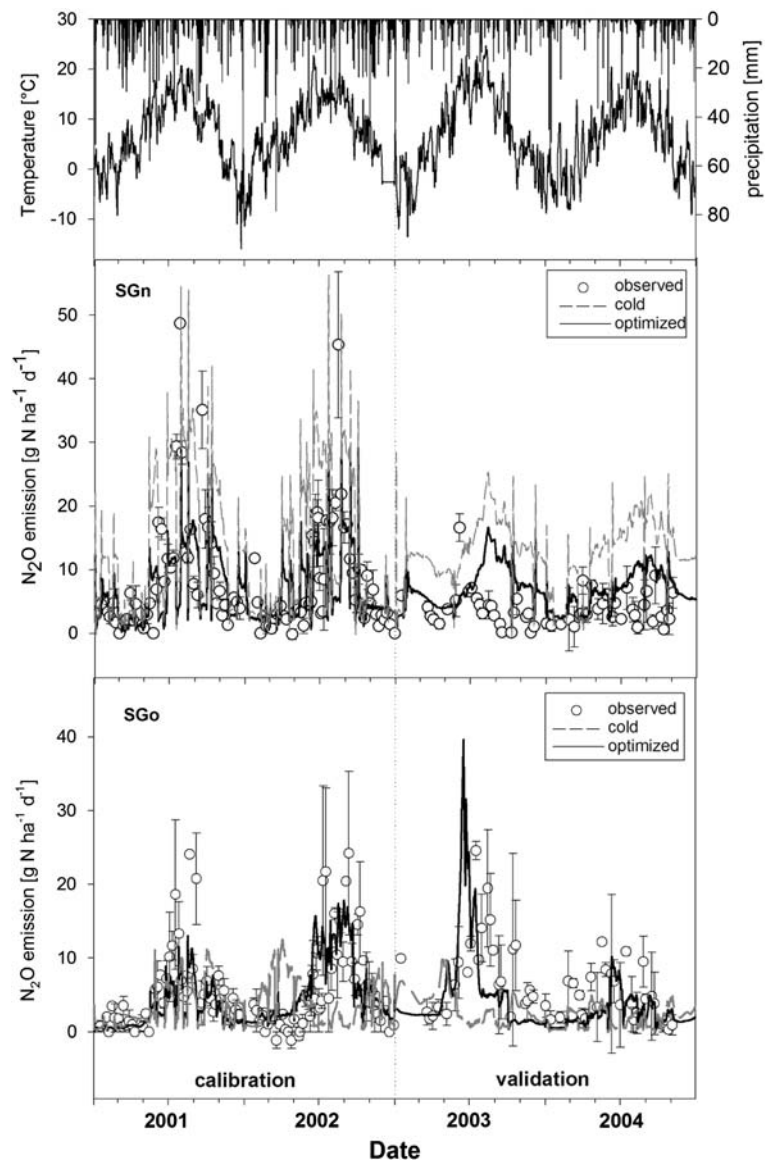 30
20
10
0
-10
Temperature [°C]
0
20
40
60
80
precipitation [mm]
SGn
observed
cold
optimized
50
40
30
20
10
0
N₂O emission [g N ha⁻¹ d⁻¹]
SGo
observed
cold
optimized
40
30
20
10
0
N₂O emission [g N ha⁻¹ d⁻¹]
calibration
validation
2001
2002
2003
2004
Date